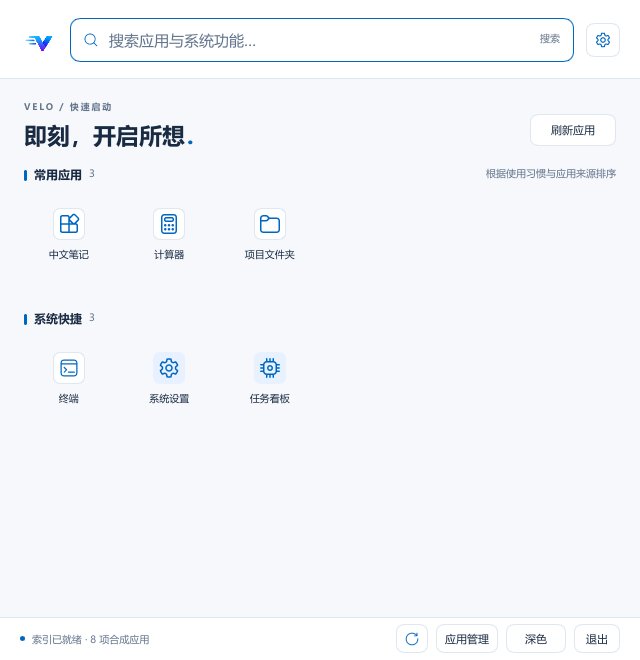 搜索应用与系统功能...
搜索
VELO / 快速启动
即刻，开启所想.
刷新应用
常用应用 3
根据使用习惯与应用来源排序
中文笔记
计算器
项目文件夹
系统快捷 3
终端
系统设置
任务看板
索引已就绪 · 8 项合成应用
应用管理
深色
退出